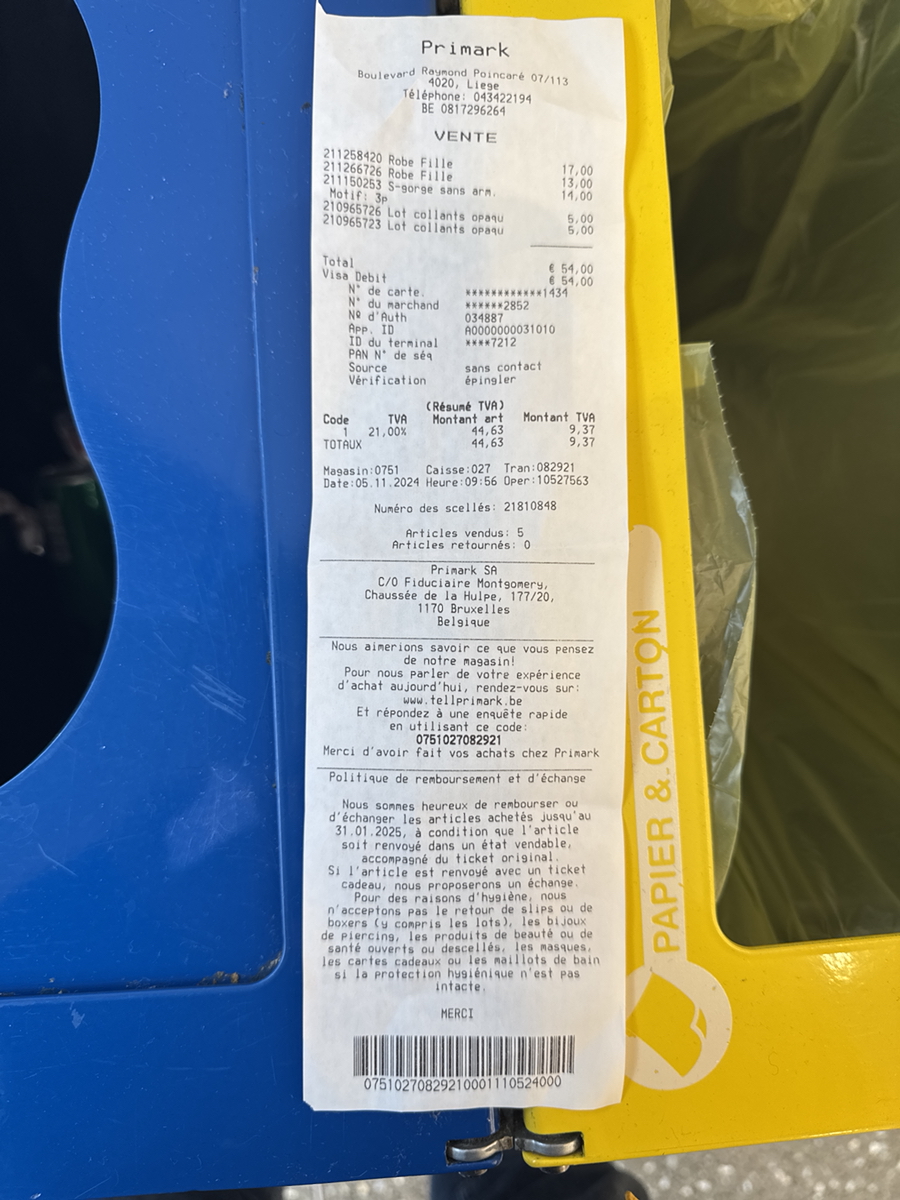 Primark
Boulevard Raymond Poincaré 07/113
4020, Liege
Téléphone: 043422194
BE 0817296264
VENTE
211258420 Robe Fille 17,00
211266726 Robe Fille 13,00
211150253 S-gorge sans arm. 14,00
Motif: 3p
210965726 Lot collants opaqu 5,00
210965723 Lot collants opaqu 5,00
Total € 54,00
Visa Debit € 54,00
N° de carte. ************1434
N° du marchand ******2852
Nº d'Auth 034887
App. ID A0000000031010
ID du terminal ****7212
PAN N° de séq
Source sans contact
Vérification épingler
(Résumé TVA)
Code TVA Montant art Montant TVA
1 21,00% 44,63 9,37
TOTAUX 44,63 9,37
Magasin:0751 Caisse:027 Tran:082921
Date:05.11.2024 Heure:09:56 Oper:10527563
Numéro des scellés: 21810848
Articles vendus: 5
Articles retournés: 0
Primark SA
C/O Fiduciaire Montgomery,
Chaussée de la Hulpe, 177/20,
1170 Bruxelles
Belgique
Nous aimerions savoir ce que vous pensez
de notre magasin!
Pour nous parler de votre expérience
d'achat aujourd'hui, rendez-vous sur:
www.tellprimark.be
Et répondez à une enquête rapide
en utilisant ce code:
0751027082921
Merci d'avoir fait vos achats chez Primark
Politique de remboursement et d'échange
Nous sommes heureux de rembourser ou
d'échanger les articles achetés jusqu'au
31.01.2025, à condition que l'article
soit renvoyé dans un état vendable,
accompagné du ticket original.
Si l'article est renvoyé avec un ticket
cadeau, nous proposerons un échange.
Pour des raisons d'hygiène, nous
n'acceptons pas le retour de slips ou de
boxers (y compris les lots), les bijoux
de piercing, les produits de beauté ou de
santé ouverts ou descellés, les masques,
les cartes cadeaux ou les maillots de bain
si la protection hygiénique n'est pas
intacte.
MERCI
07510270829210001110524000
PAPIER & CARTON